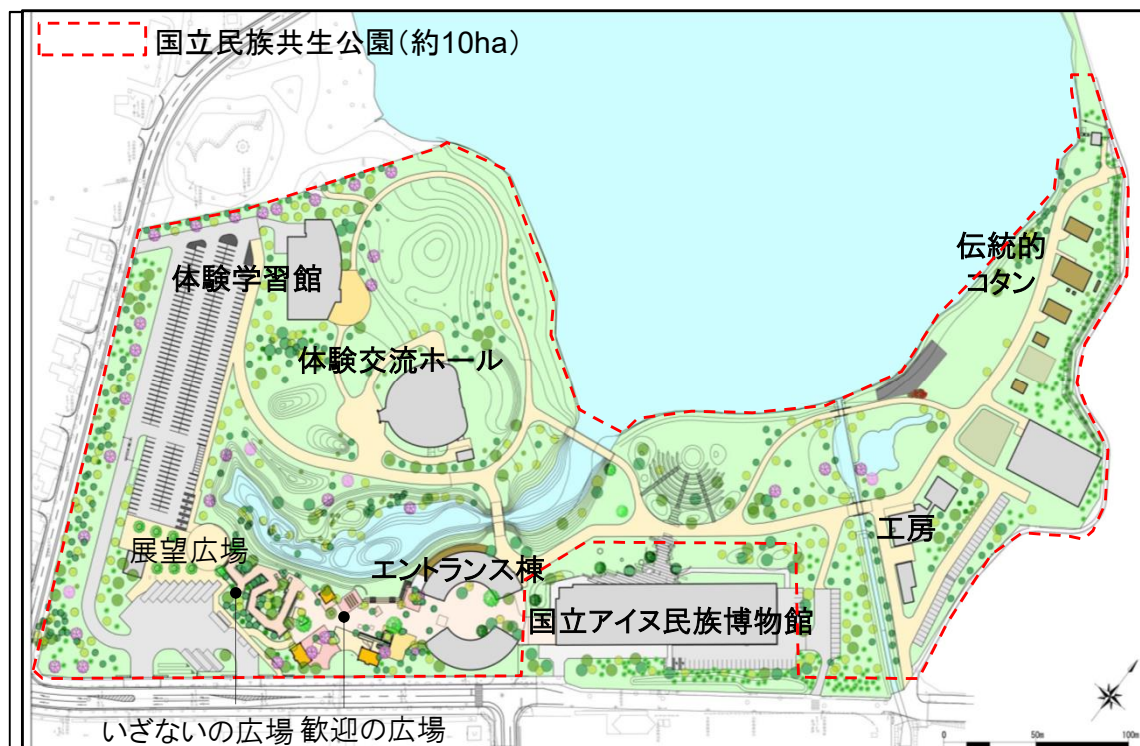 国立民族共生公園(約10ha)
伝統的
コタン
体験学習館
体験交流ホール
工房
展望広場
エントランス棟
国立アイヌ民族博物館
いざないの広場
歓迎の広場
0 50m 100m